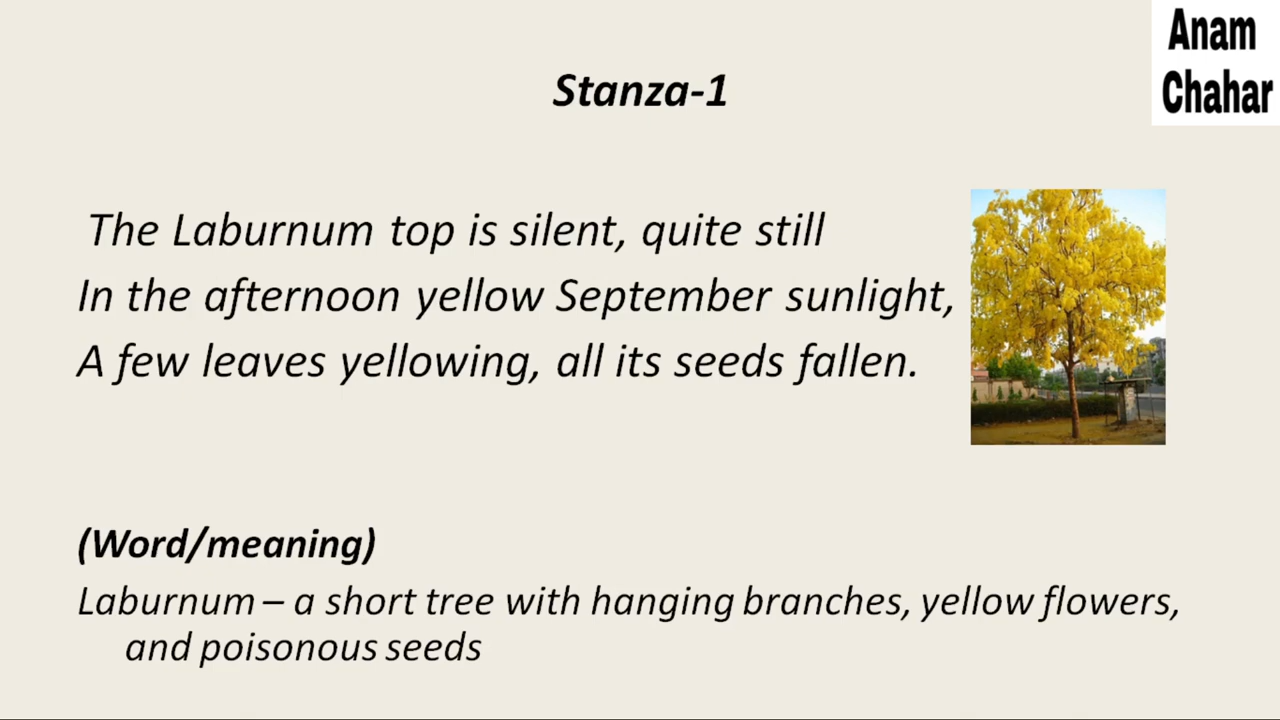 Anam
Chahar
Stanza-1
The Laburnum top is silent, quite still
In the afternoon yellow September sunlight,
A few leaves yellowing, all its seeds fallen.
(Word/meaning)
Laburnum – a short tree with hanging branches, yellow flowers,
and poisonous seeds